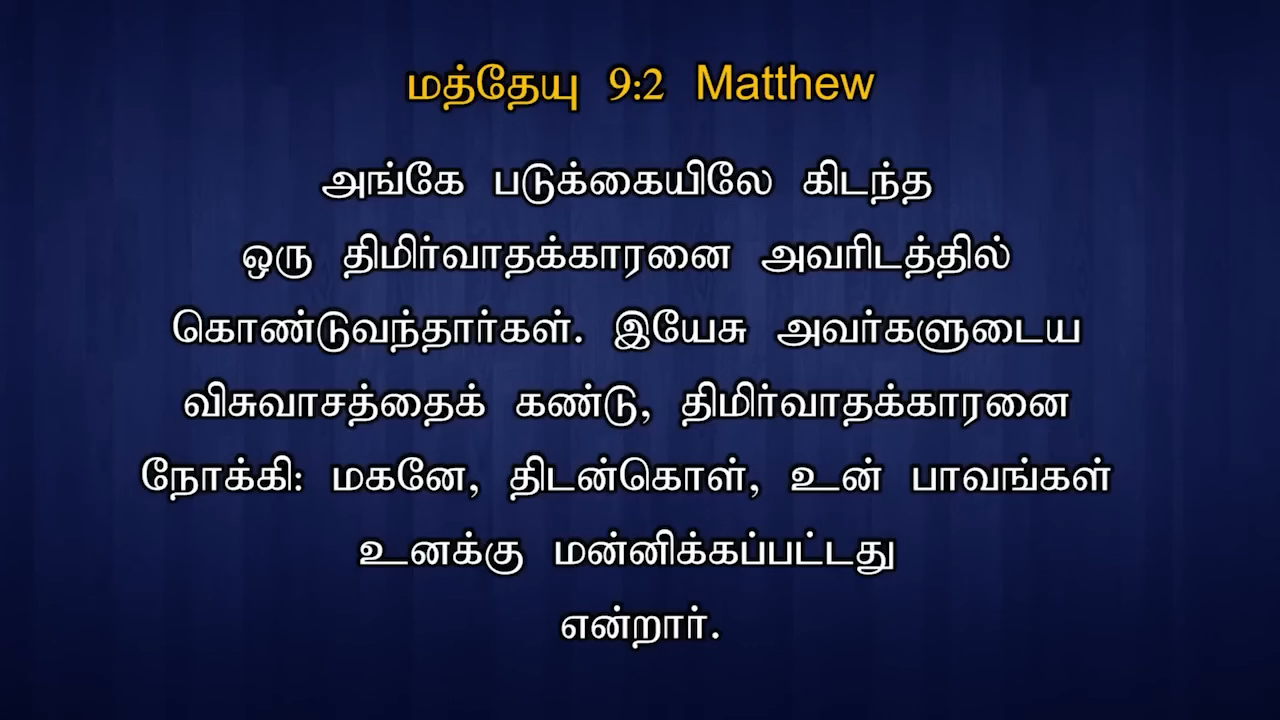 மத்தேயு 9:2 Matthew
அங்கே படுக்கையிலே கிடந்த
ஒரு திமிர்வாதக்காரனை அவரிடத்தில்
கொண்டுவந்தார்கள். இயேசு அவர்களுடைய
விசுவாசத்தைக் கண்டு, திமிர்வாதக்காரனை
நோக்கி: மகனே, திடன்கொள், உன் பாவங்கள்
உனக்கு மன்னிக்கப்பட்டது
என்றார்.